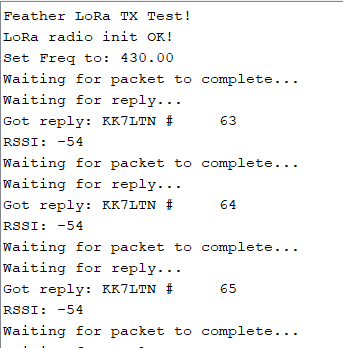 Feather LoRa TX Test!
LoRa radio init OK!
Set Freq to: 430.00
Waiting for packet to complete...
Waiting for reply...
Got reply: KK7LTN #      63
RSSI: -54
Waiting for packet to complete...
Waiting for reply...
Got reply: KK7LTN #      64
RSSI: -54
Waiting for packet to complete...
Waiting for reply...
Got reply: KK7LTN #      65
RSSI: -54
Waiting for packet to complete...